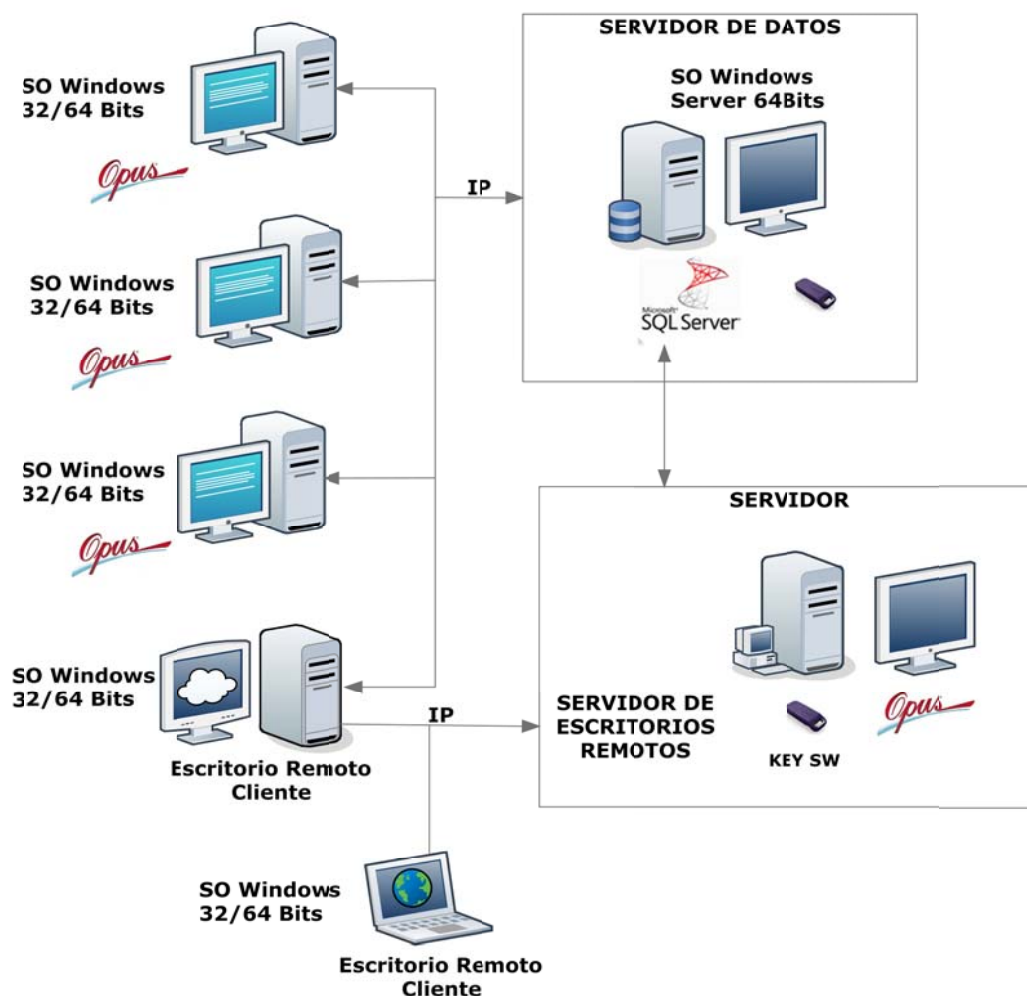 SERVIDOR DE DATOS
SO Windows
Server 64Bits
SO Windows
32/64 Bits
Opus
IP
SO Windows
32/64 Bits
Opus
Microsoft®
SQL Server®
SO Windows
32/64 Bits
Opus
SERVIDOR
SO Windows
32/64 Bits
IP
SERVIDOR DE
ESCRITORIOS
REMOTOS
Opus
KEY SW
Escritorio Remoto
Cliente
SO Windows
32/64 Bits
Escritorio Remoto
Cliente